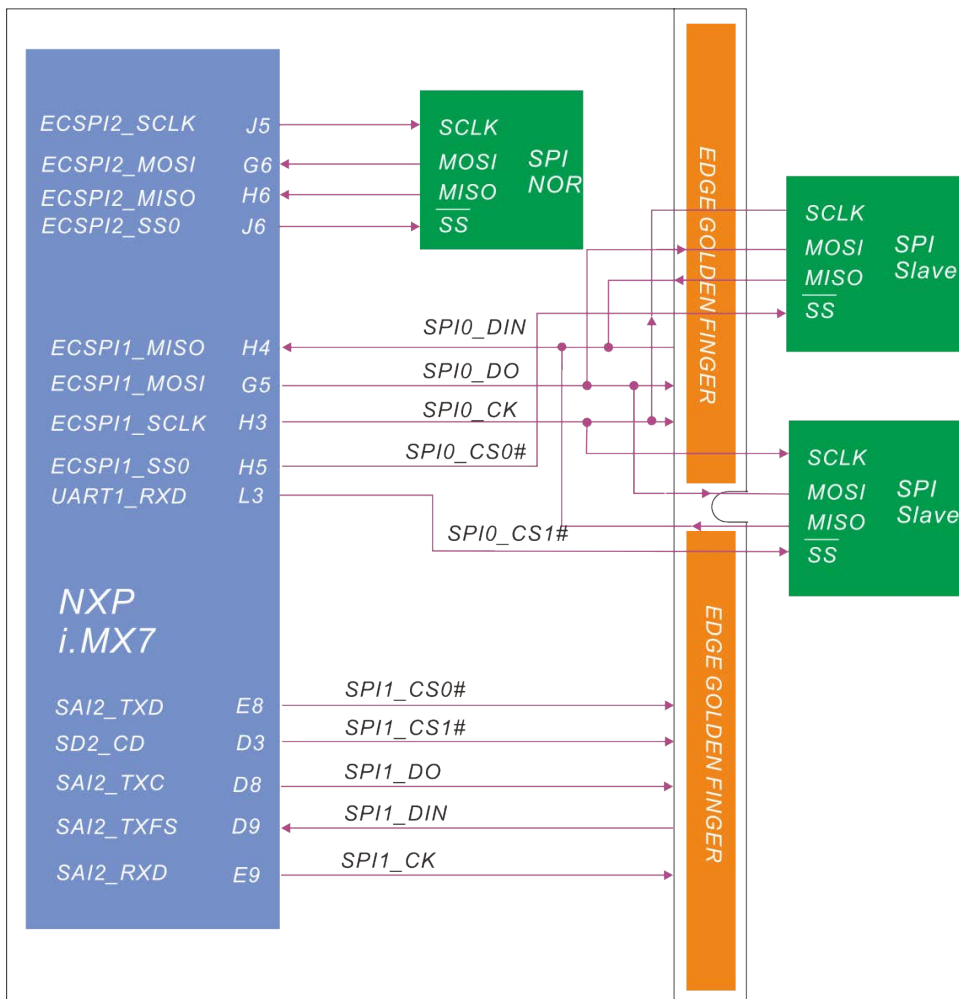 ECSPI2_SCLK J5
ECSPI2_MOSI G6
ECSPI2_MISO H6
ECSPI2_SS0 J6
SCLK
MOSI
MISO
SS
SPI
NOR
EDGE GOLDEN FINGER
SCLK
MOSI
MISO
SS
SPI
Slave
ECSPI1_MISO H4 SPI0_DIN
ECSPI1_MOSI G5 SPI0_DO
ECSPI1_SCLK H3 SPI0_CK
ECSPI1_SS0 H5 SPI0_CS0#
UART1_RXD L3 SPI0_CS1#
SCLK
MOSI
MISO
SS
SPI
Slave
NXP
i.MX7
EDGE GOLDEN FINGER
SAI2_TXD E8 SPI1_CS0#
SD2_CD D3 SPI1_CS1#
SAI2_TXC D8 SPI1_DO
SAI2_TXFS D9 SPI1_DIN
SAI2_RXD E9 SPI1_CK